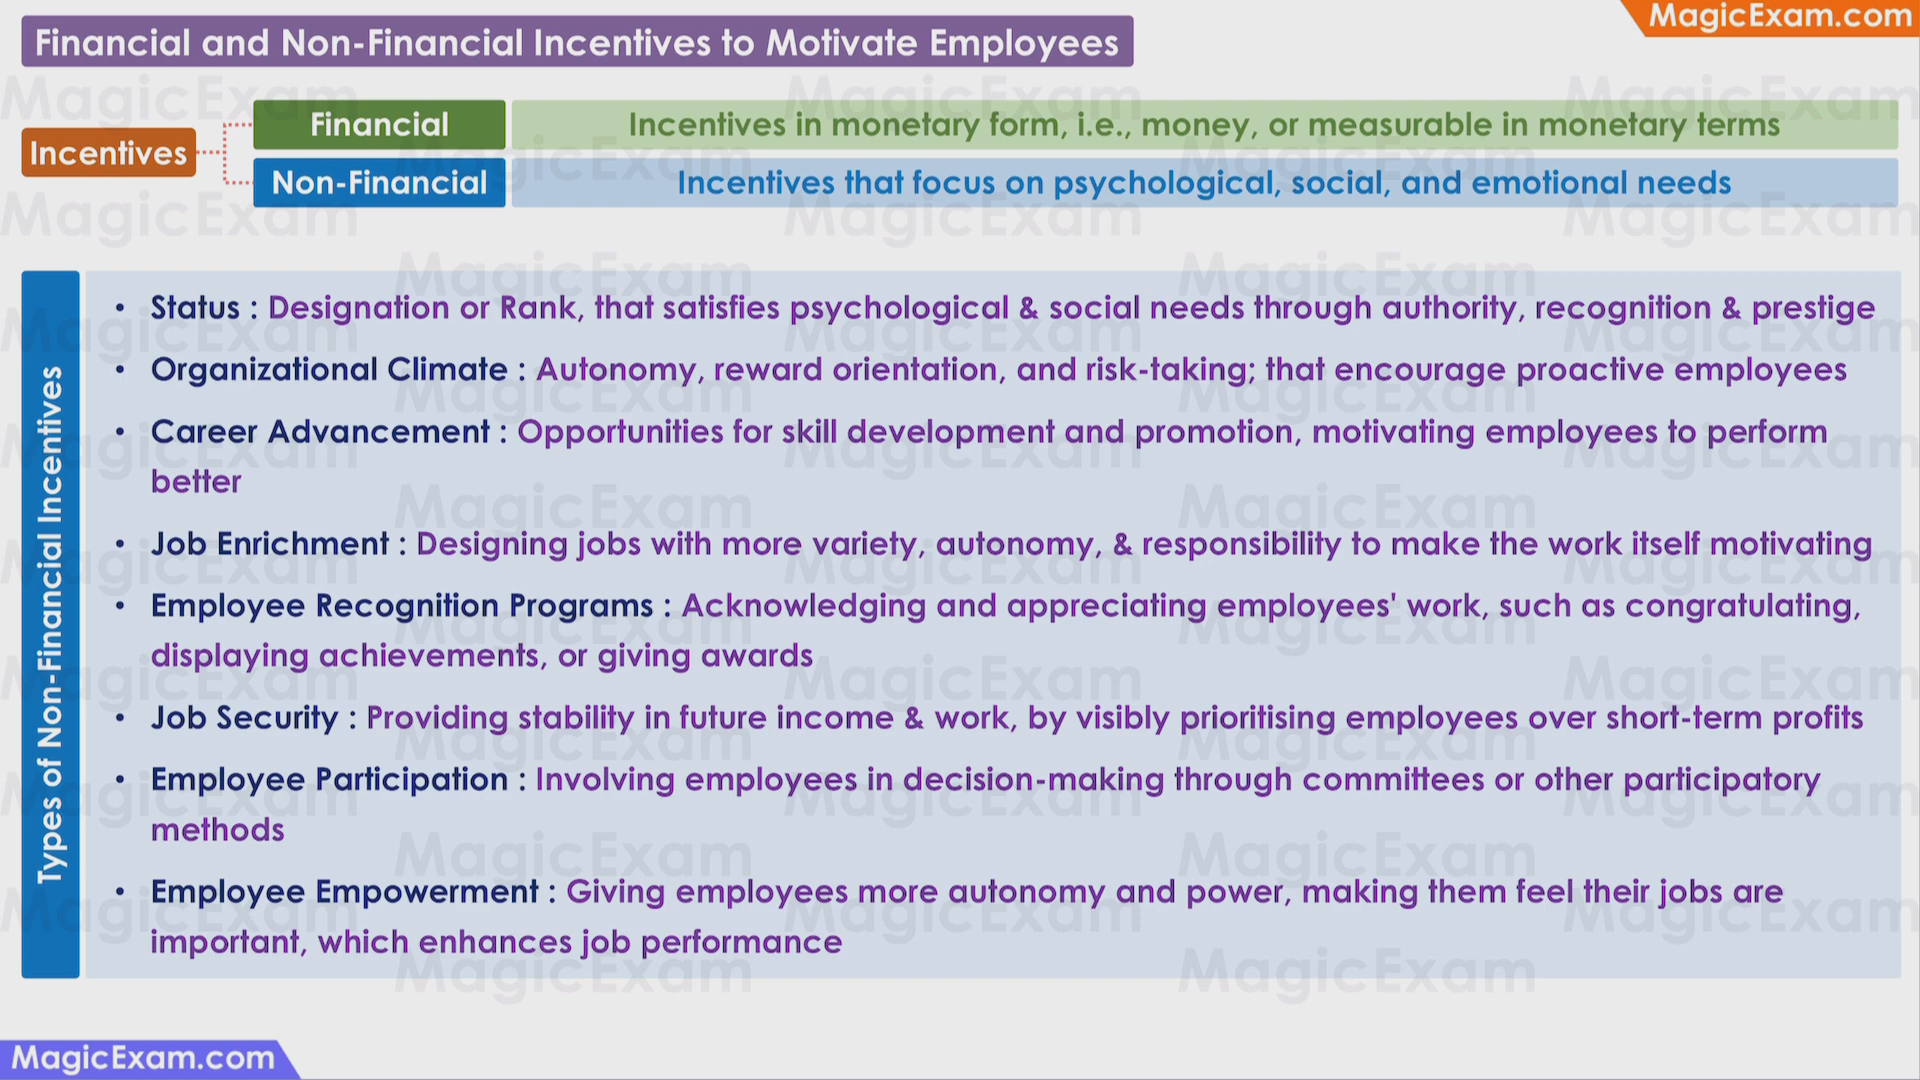 Financial and Non-Financial Incentives to Motivate Employees
MagicExam.com
Incentives
Financial
Incentives in monetary form, i.e., money, or measurable in monetary terms
Non-Financial
Incentives that focus on psychological, social, and emotional needs
Types of Non-Financial Incentives
• Status : Designation or Rank, that satisfies psychological & social needs through authority, recognition & prestige
• Organizational Climate : Autonomy, reward orientation, and risk-taking; that encourage proactive employees
• Career Advancement : Opportunities for skill development and promotion, motivating employees to perform
better
• Job Enrichment : Designing jobs with more variety, autonomy, & responsibility to make the work itself motivating
• Employee Recognition Programs : Acknowledging and appreciating employees' work, such as congratulating,
displaying achievements, or giving awards
• Job Security : Providing stability in future income & work, by visibly prioritising employees over short-term profits
• Employee Participation : Involving employees in decision-making through committees or other participatory
methods
• Employee Empowerment : Giving employees more autonomy and power, making them feel their jobs are
important, which enhances job performance
MagicExam.com